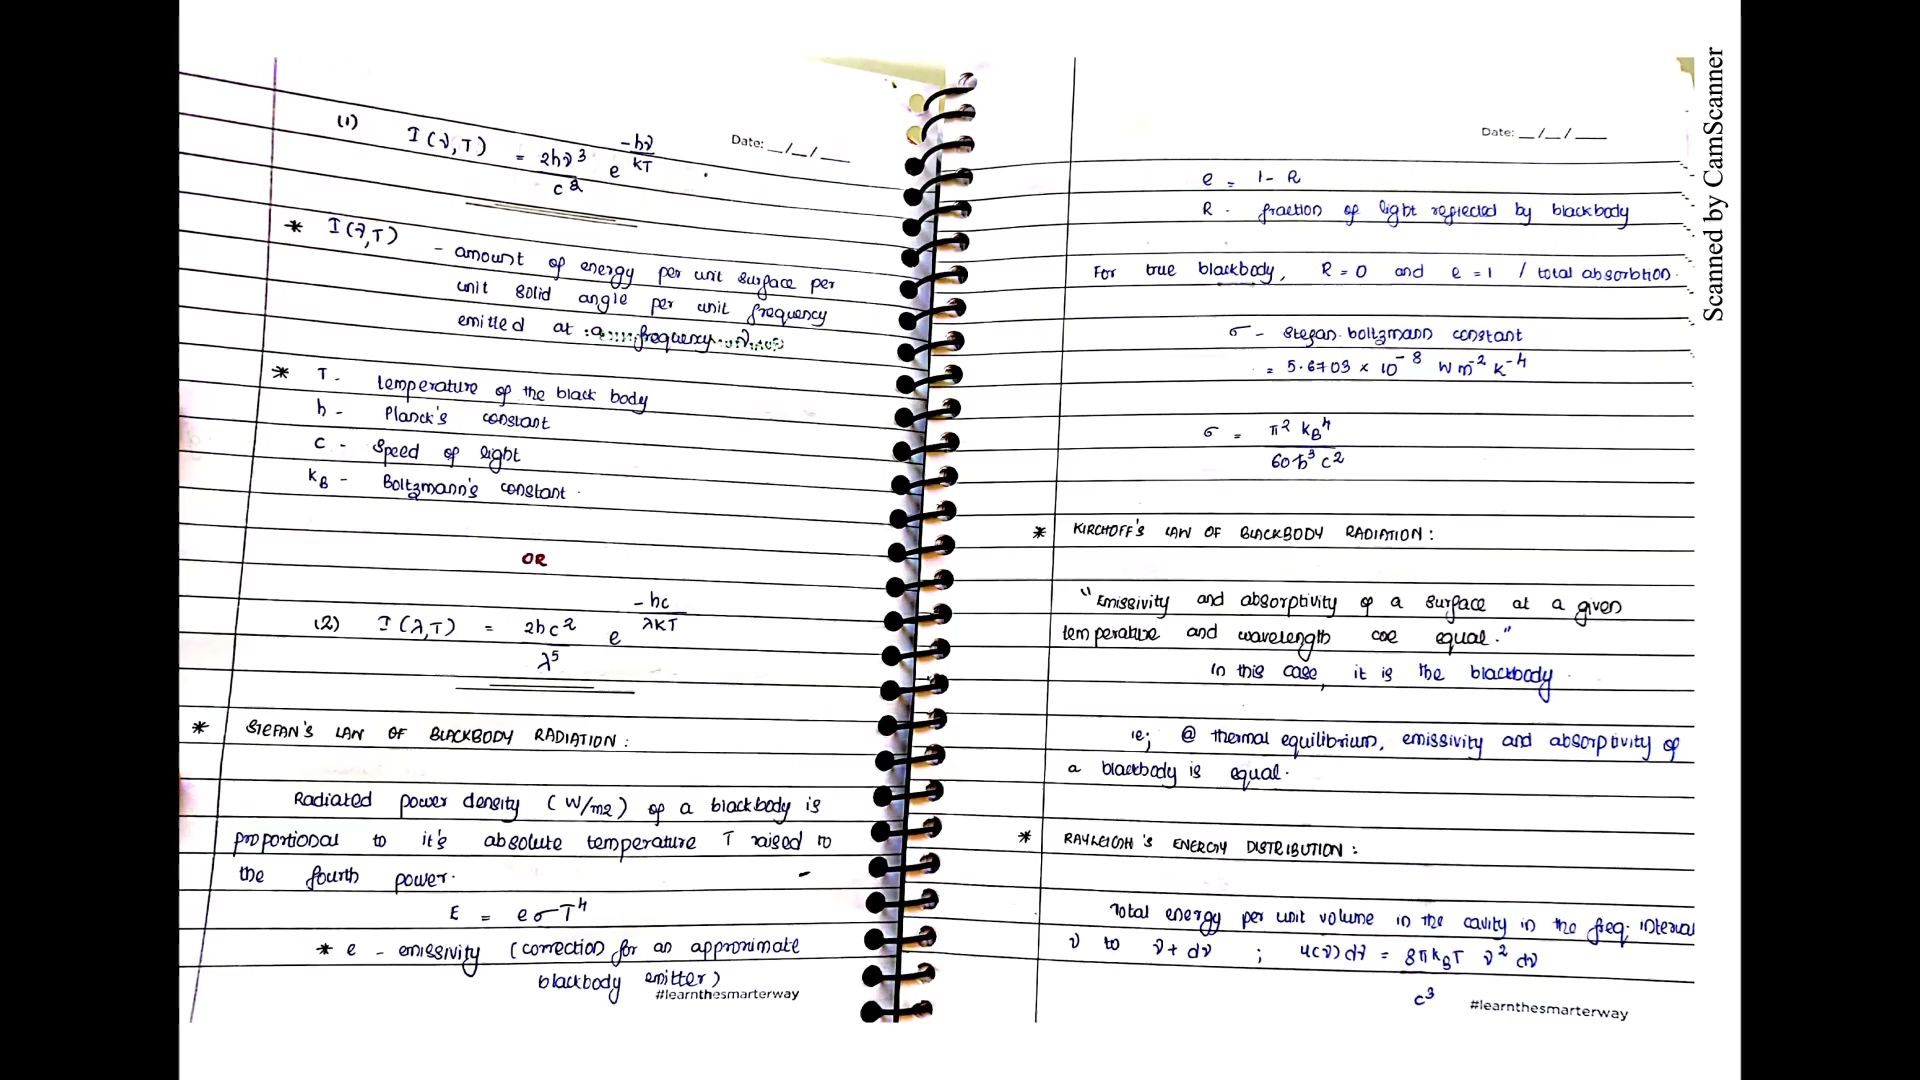 Date: __/__/___
(1) I(ν,T) = 2hν³/c² e^(-hν/kT)
* I(ν,T) - amount of energy per unit surface per
unit solid angle per unit frequency
emitted at a frequency ν
* T - temperature of the black body
h - Planck's constant
c - Speed of light
kB - Boltzmann's constant.
OR
(2) I(λ,T) = 2hc²/λ⁵ e^(-hc/λkT)
* STEFAN'S LAW OF BLACKBODY RADIATION:
Radiated power density (W/m2) of a blackbody is
proportional to it's absolute temperature T raised to
the fourth power.
E = eσT⁴
* e - emissivity (correction for an approximate
blackbody emitter)
#learnthesmarterway
Date: __/__/___
e = 1 - R
R - fraction of light reflected by blackbody
For true blackbody, R = 0 and e = 1 / total absorbtion.
σ - Stefan-boltzmann constant
= 5.6703 × 10⁻⁸ W m⁻² K⁻⁴
σ = π² kB⁴/60ħ³c²
* KIRCHOFF'S LAW OF BLACKBODY RADIATION:
"Emissivity and absorptivity of a surface at a given
temperature and wavelength are equal."
In this case, it is the blackbody.
ie; @ thermal equilibrium, emissivity and absorptivity of
a blackbody is equal.
* RAYLEIGH'S ENERGY DISTRIBUTION:
Total energy per unit volume in the cavity in the freq. interval
ν to ν + dν ; u(ν)dν = 8πkBT/c³ ν² dν
#learnthesmarterway
Scanned by CamScanner